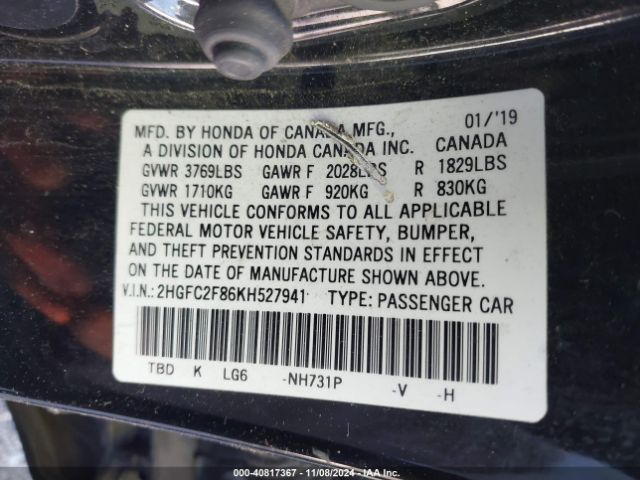 MFD. BY HONDA OF CANADA MFG., 01/'19
A DIVISION OF HONDA CANADA INC. CANADA
GVWR 3769LBS GAWR F 2028LBS R 1829LBS
GVWR 1710KG GAWR F 920KG R 830KG
THIS VEHICLE CONFORMS TO ALL APPLICABLE
FEDERAL MOTOR VEHICLE SAFETY, BUMPER,
AND THEFT PREVENTION STANDARDS IN EFFECT
ON THE DATE OF MANUFACTURE SHOWN ABOVE.
V.I.N.: 2HGFC2F86KH527941 TYPE: PASSENGER CAR
TBD K LG6 -NH731P -V -H
000-40817367 - 11/08/2024 - IAA Inc.